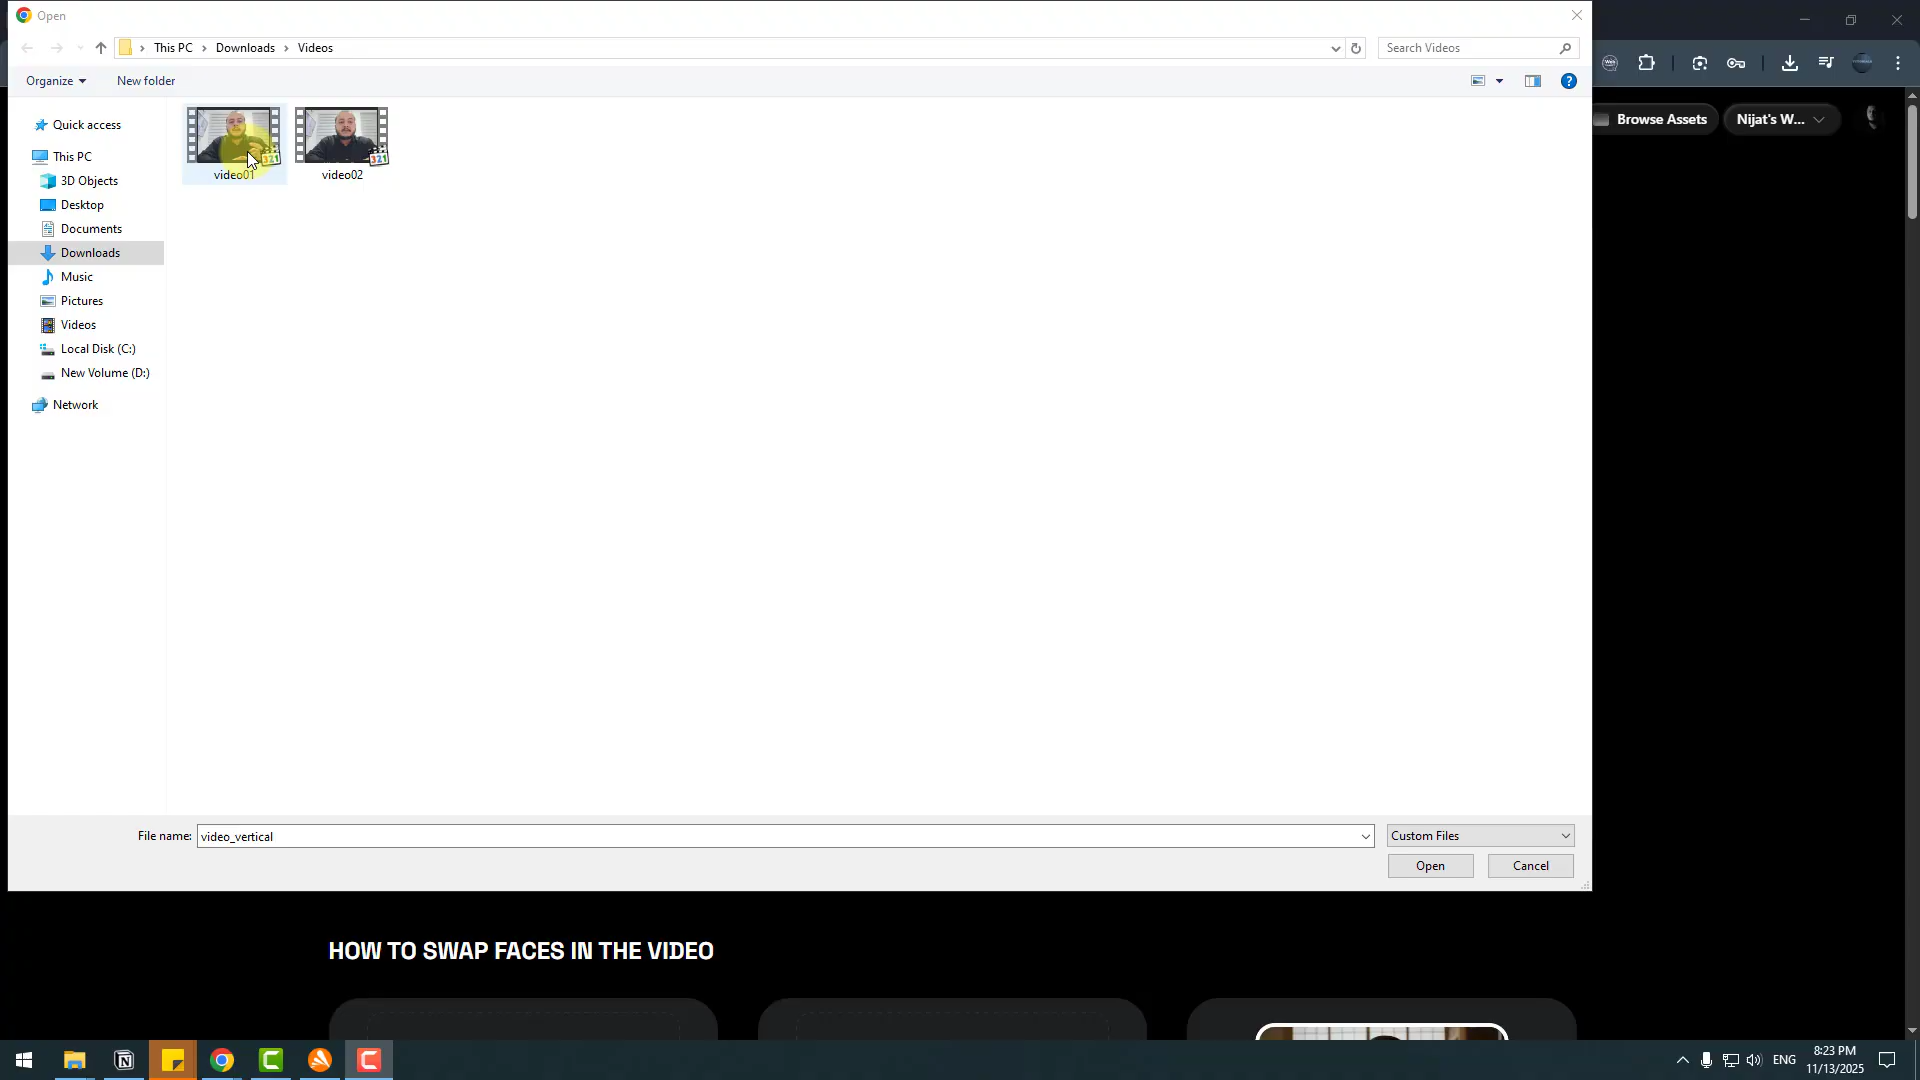 Open
This PC
Downloads
Videos
Search Videos
Organize
New folder
?
Quick access
This PC
3D Objects
Desktop
Documents
Downloads
Music
Pictures
Videos
Local Disk (C:)
New Volume (D:)
Network
321
video01
321
video02
File name:
video_vertical
Custom Files
Open
Cancel
Browse Assets
Nijat's W...
HOW TO SWAP FACES IN THE VIDEO
ENG
8:23 PM
11/13/2025